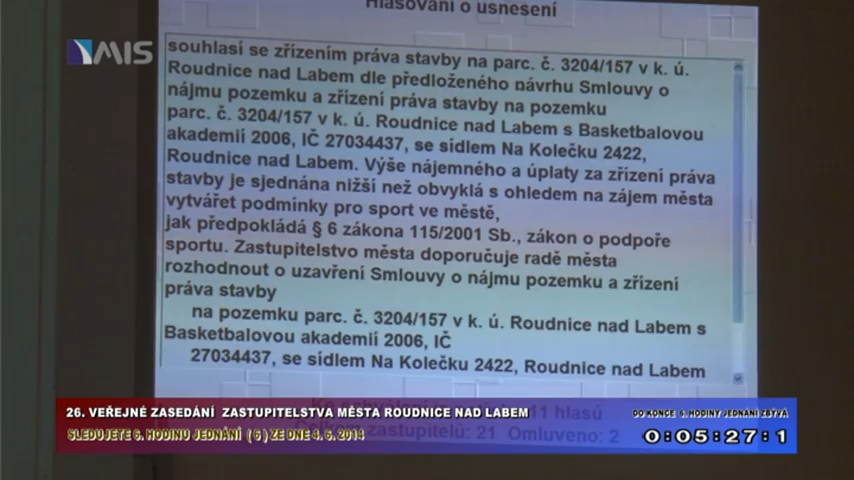 Hlasování o usnesení
MIS
souhlasí se zřízením práva stavby na parc. č. 3204/157 v k. ú.
Roudnice nad Labem dle předloženého návrhu Smlouvy o
nájmu pozemku a zřízení práva stavby na pozemku
parc. č. 3204/157 v k. ú. Roudnice nad Labem s Basketbalovou
akademií 2006, IČ 27034437, se sídlem Na Kolečku 2422,
Roudnice nad Labem. Výše nájemného a úplaty za zřízení práva
stavby je sjednána nižší než obvyklá s ohledem na zájem města
vytvářet podmínky pro sport ve městě,
jak předpokládá § 6 zákona 115/2001 Sb., zákon o podpoře
sportu. Zastupitelstvo města doporučuje radě města
rozhodnout o uzavření Smlouvy o nájmu pozemku a zřízení
práva stavby
na pozemku parc. č. 3204/157 v k. ú. Roudnice nad Labem s
Basketbalovou akademií 2006, IČ
27034437, se sídlem Na Kolečku 2422, Roudnice nad Labem
Ke schválení 11 hlasů
Celkem zastupitelů: 21 Omluveno: 2
26. VEŘEJNÉ ZASEDÁNÍ ZASTUPITELSTVA MĚSTA ROUDNICE NAD LABEM
SLEDUJETE 6. HODINU JEDNÁNÍ (6) ZE DNE 4. 6. 2014
DO KONCE 6. HODINY JEDNÁNÍ ZBÝVÁ
0:05:27:1